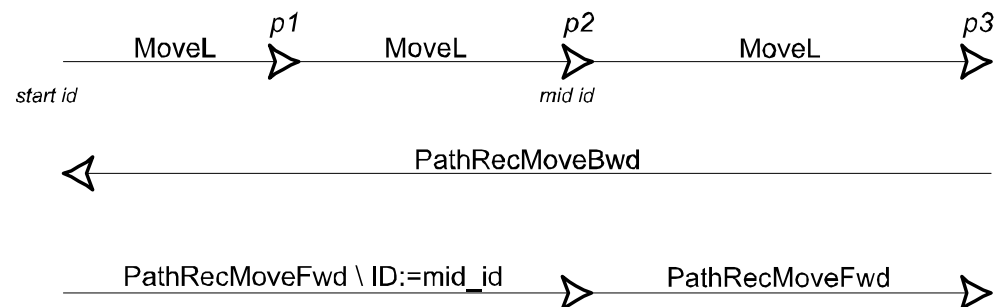 p1 p2 p3
MoveL MoveL MoveL
start id mid id
PathRecMoveBwd
PathRecMoveFwd \ ID:=mid_id PathRecMoveFwd